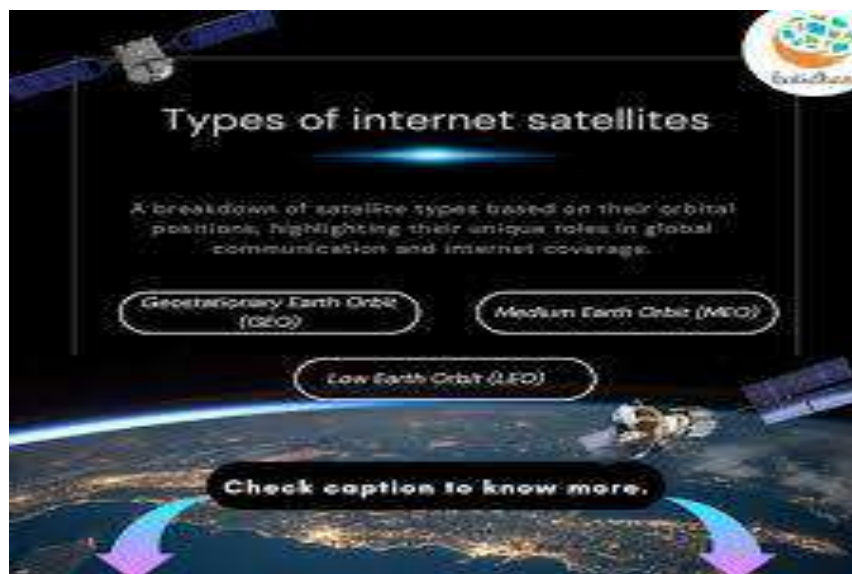 Types of internet satellites
A breakdown of satellite types based on their orbital
positions, highlighting their unique roles in global
communication and internet coverage.
Geostationary Earth Orbit
(GEO)
Medium Earth Orbit (MEO)
Low Earth Orbit (LEO)
Check caption to know more.